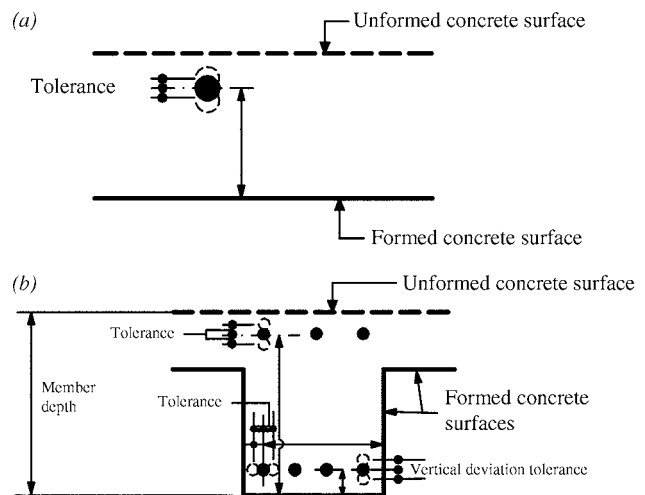 (a)
Unformed concrete surface
Tolerance
Formed concrete surface
(b)
Unformed concrete surface
Tolerance
Member
depth
Tolerance
Formed concrete
surfaces
Vertical deviation tolerance